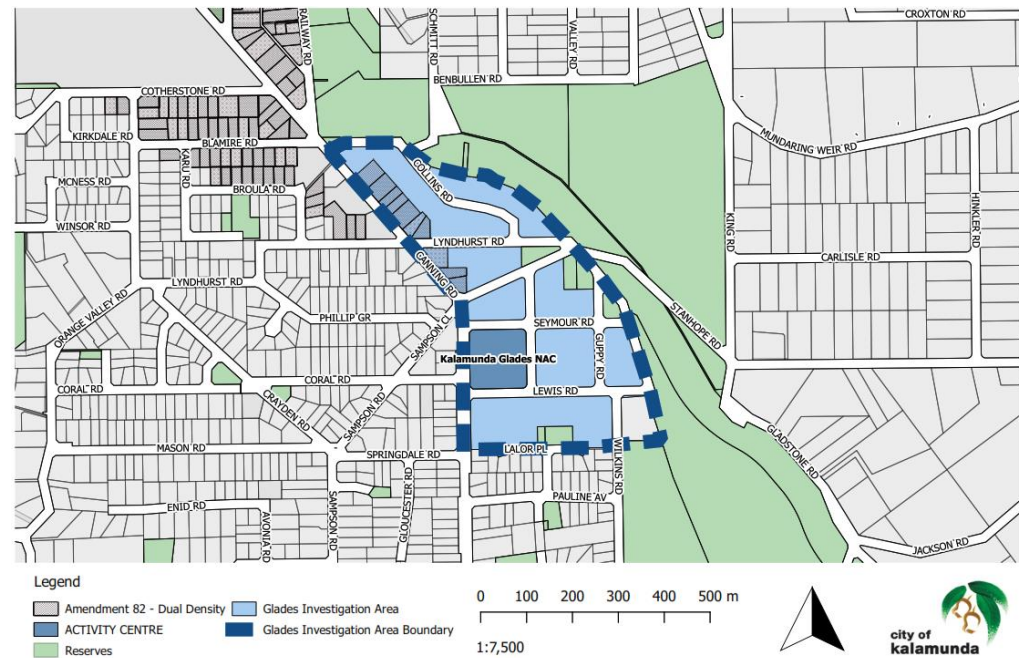 RAILWAY RD
SCHMITT RD
VALLEY RD
CROXTON RD
BENBULLEN RD
COTHERSTONE RD
KIRKDALE RD
BLAMIRE RD
MUNDARING WEIR RD
KARU RD
COLLINS RD
MCNESS RD
BROULA RD
HINKLER RD
WINSOR RD
KING RD
LYNDHURST RD
CANNING RD
CARLISLE RD
LYNDHURST RD
ORANGE VALLEY RD
STANHOPE RD
PHILLIP GR
SAMPSON CL
SEYMOUR RD
GUPPY RD
Kalamunda Glades NAC
CORAL RD
CORAL RD
LEWIS RD
CRAYDEN RD
SAMPSON RD
GLADSTONE RD
MASON RD
SPRINGDALE RD
LALOR PL
WILKINS RD
GLOUCESTER RD
PAULINE AV
ENID RD
AVONIA RD
SAMPSON RD
JACKSON RD
Legend
Amendment 82 - Dual Density
Glades Investigation Area
ACTIVITY CENTRE
Glades Investigation Area Boundary
Reserves
0 100 200 300 400 500 m
1:7,500
city of
kalamunda